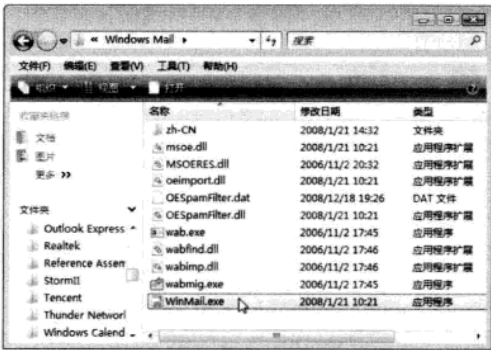 « Windows Mail ▸
搜索
文件(F) 编辑(E) 查看(V) 工具(T) 帮助(H)
组织 视图 打开
名称 修改日期 类型
文档
图片
更多 »
文件夹
Outlook Express
Realtek
Reference Assem
StormII
Tencent
Thunder Networl
Windows Calend
zh-CN 2008/1/21 14:32 文件夹
msoe.dll 2008/1/21 10:21 应用程序扩展
MSOERES.dll 2006/11/2 20:32 应用程序扩展
oeimport.dll 2008/1/21 10:21 应用程序扩展
OESpamFilter.dat 2008/12/18 19:26 DAT 文件
OESpamFilter.dll 2008/1/21 10:21 应用程序扩展
wab.exe 2006/11/2 17:45 应用程序
wabfind.dll 2006/11/2 17:46 应用程序扩展
wabimp.dll 2006/11/2 17:46 应用程序扩展
wabmig.exe 2006/11/2 17:45 应用程序
WinMail.exe 2008/1/21 10:21 应用程序